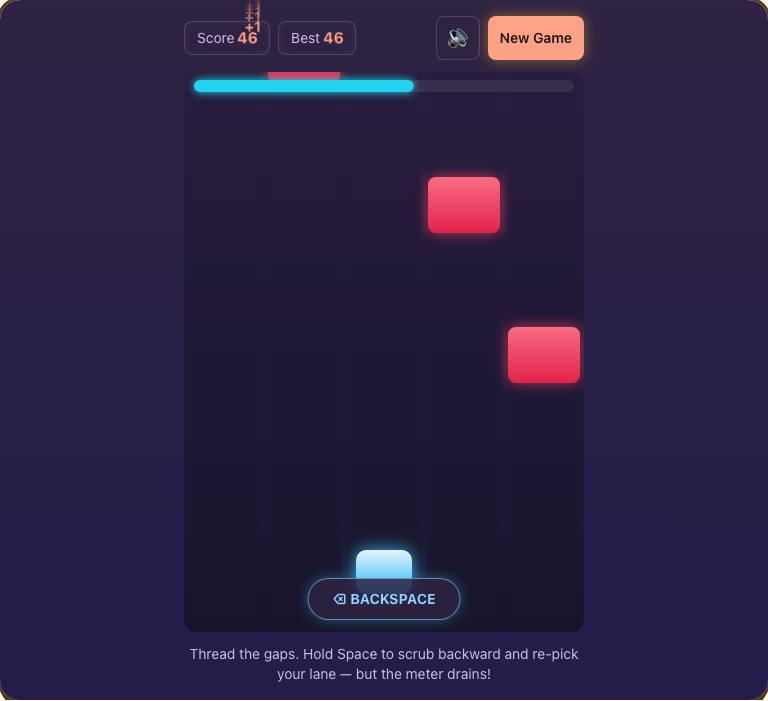 +1
Score 46
Best 46
New Game
BACKSPACE
Thread the gaps. Hold Space to scrub backward and re-pick
your lane — but the meter drains!